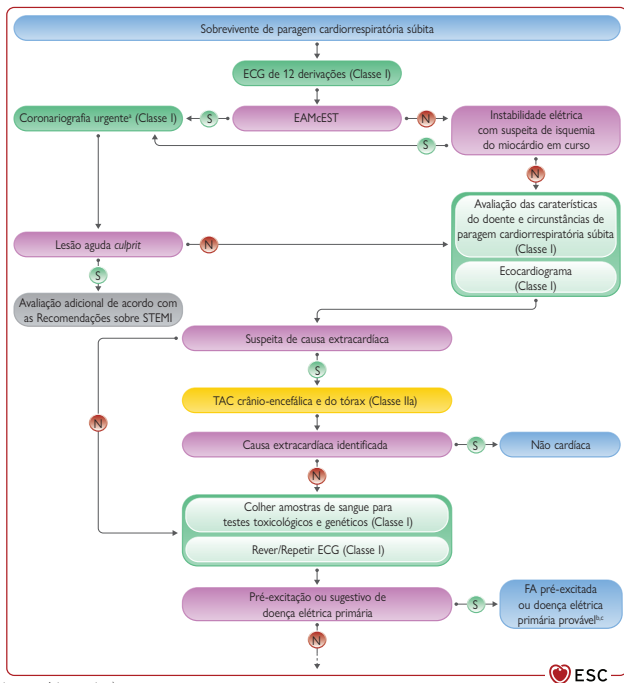 Sobrevivente de paragem cardiorrespiratória súbita
ECG de 12 derivações (Classe I)
Coronariografia urgenteᵃ (Classe I)
S
EAMcEST
N
Instabilidade elétrica
com suspeita de isquemia
do miocárdio em curso
S
N
Avaliação das caraterísticas
do doente e circunstâncias de
paragem cardiorrespiratória súbita
(Classe I)
Lesão aguda culprit
N
Ecocardiograma
(Classe I)
S
Avaliação adicional de acordo com
as Recomendações sobre STEMI
Suspeita de causa extracardíaca
S
TAC crânio-encefálica e do tórax (Classe IIa)
N
Causa extracardíaca identificada
S
Não cardíaca
N
Colher amostras de sangue para
testes toxicológicos e genéticos (Classe I)
Rever/Repetir ECG (Classe I)
Pré-excitação ou sugestivo de
doença elétrica primária
S
FA pré-excitada
ou doença elétrica
primária provávelᵇ,ᶜ
N
ESC